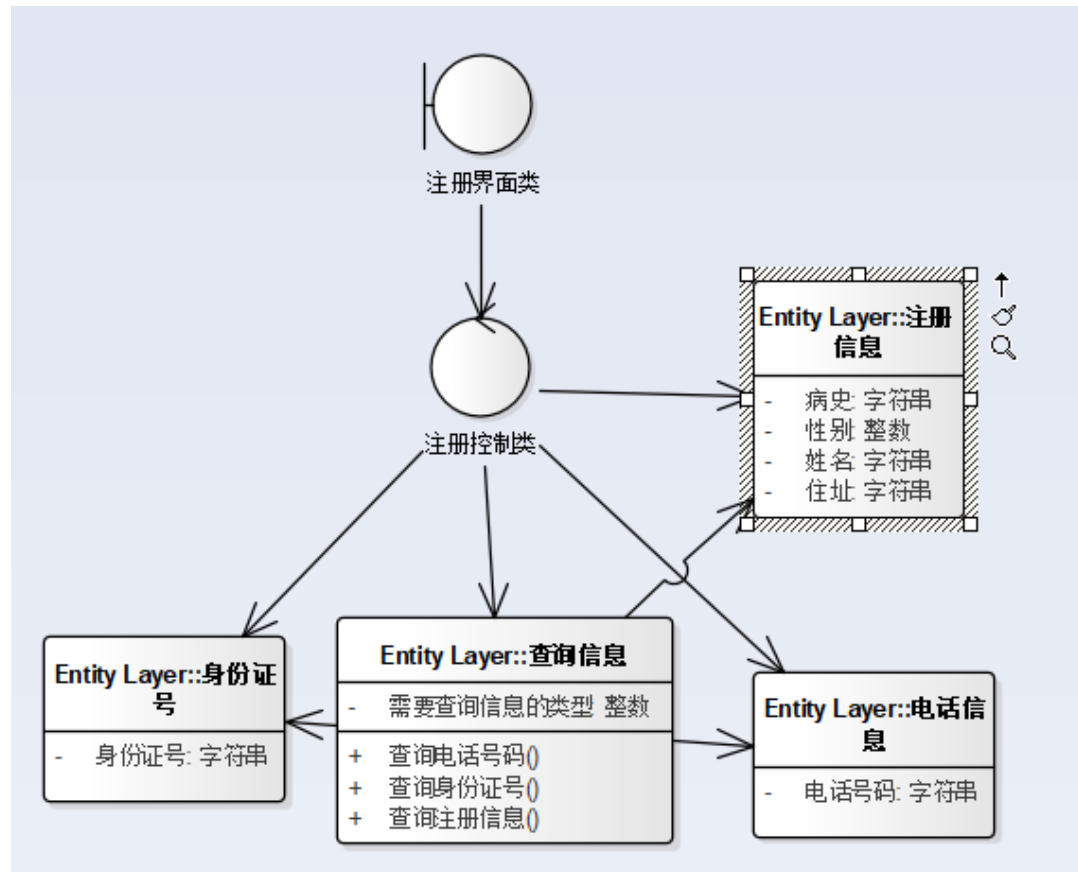 注册界面类
注册控制类
Entity Layer::注册
信息
- 病史: 字符串
- 性别: 整数
- 姓名: 字符串
- 住址: 字符串
Entity Layer::身份证
号
- 身份证号: 字符串
Entity Layer::查询信息
- 需要查询信息的类型: 整数
+ 查询电话号码()
+ 查询身份证号()
+ 查询注册信息()
Entity Layer::电话信
息
- 电话号码: 字符串